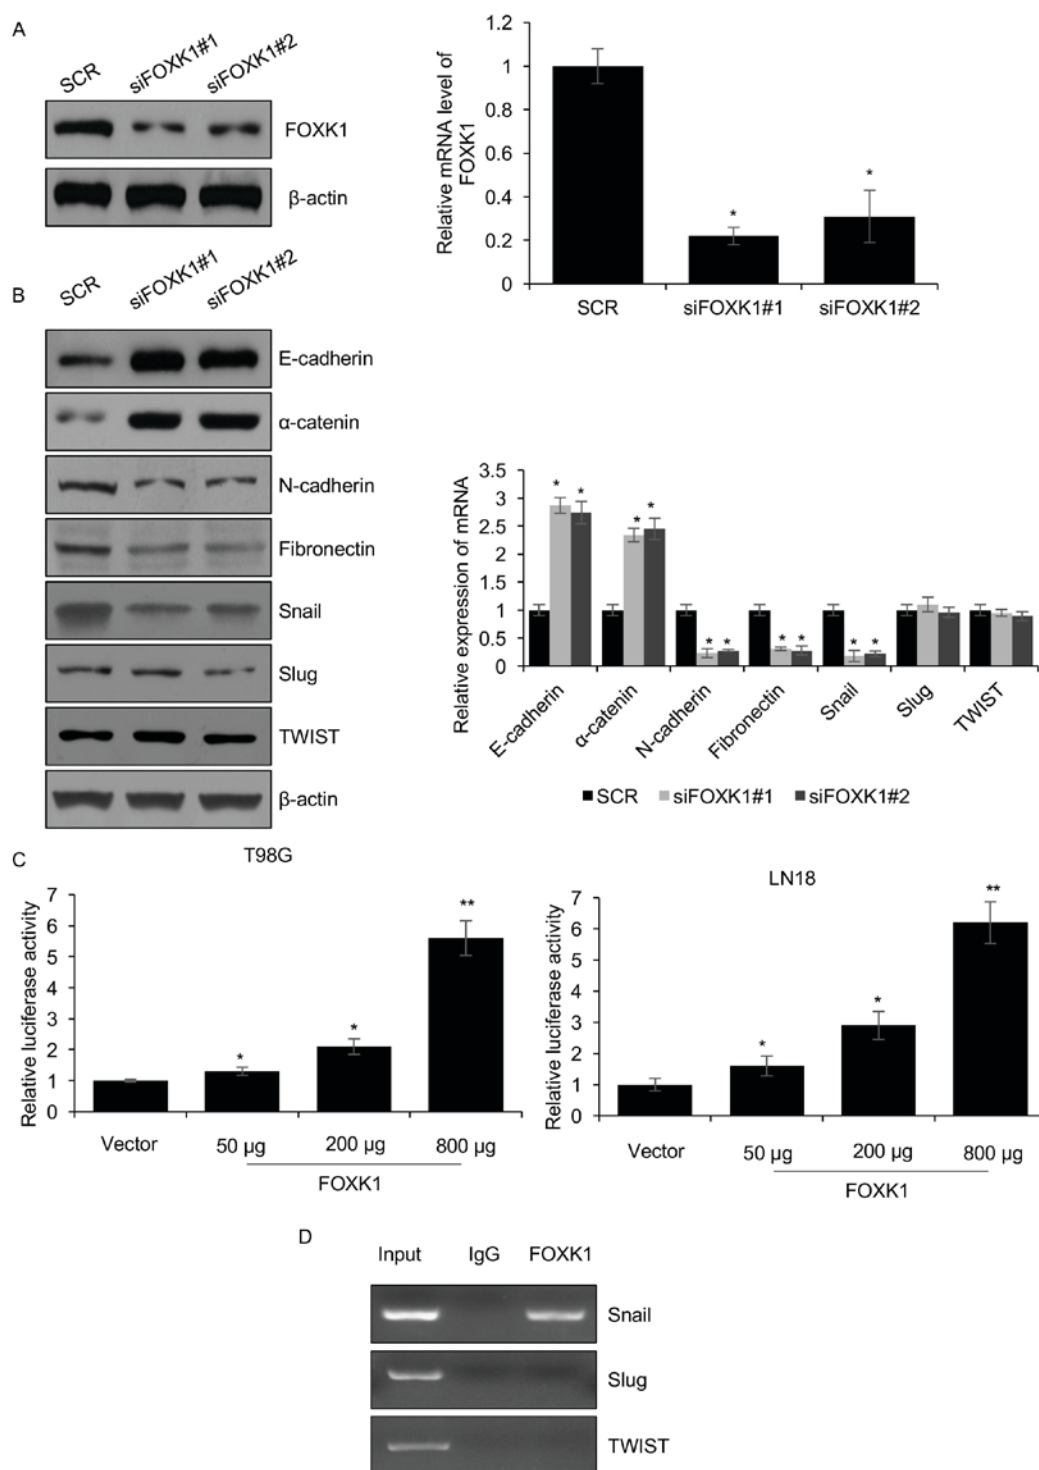 A
SCR siFOXK1#1 siFOXK1#2
FOXK1
β-actin
Relative mRNA level of
FOXK1
1.2
1
0.8
0.6
0.4
0.2
0
*
*
SCR siFOXK1#1 siFOXK1#2
B
SCR siFOXK1#1 siFOXK1#2
E-cadherin
α-catenin
N-cadherin
Fibronectin
Snail
Slug
TWIST
β-actin
Relative expression of mRNA
3.5
3
2.5
2
1.5
1
0.5
0
* * * * * * * * * *
E-cadherin α-catenin N-cadherin Fibronectin Snail Slug TWIST
SCR siFOXK1#1 siFOXK1#2
C
T98G
Relative luciferase activity
7
6
5
4
3
2
1
0
* * **
Vector 50 µg 200 µg 800 µg
FOXK1
LN18
Relative luciferase activity
7
6
5
4
3
2
1
0
* * **
Vector 50 µg 200 µg 800 µg
FOXK1
D
Input IgG FOXK1
Snail
Slug
TWIST